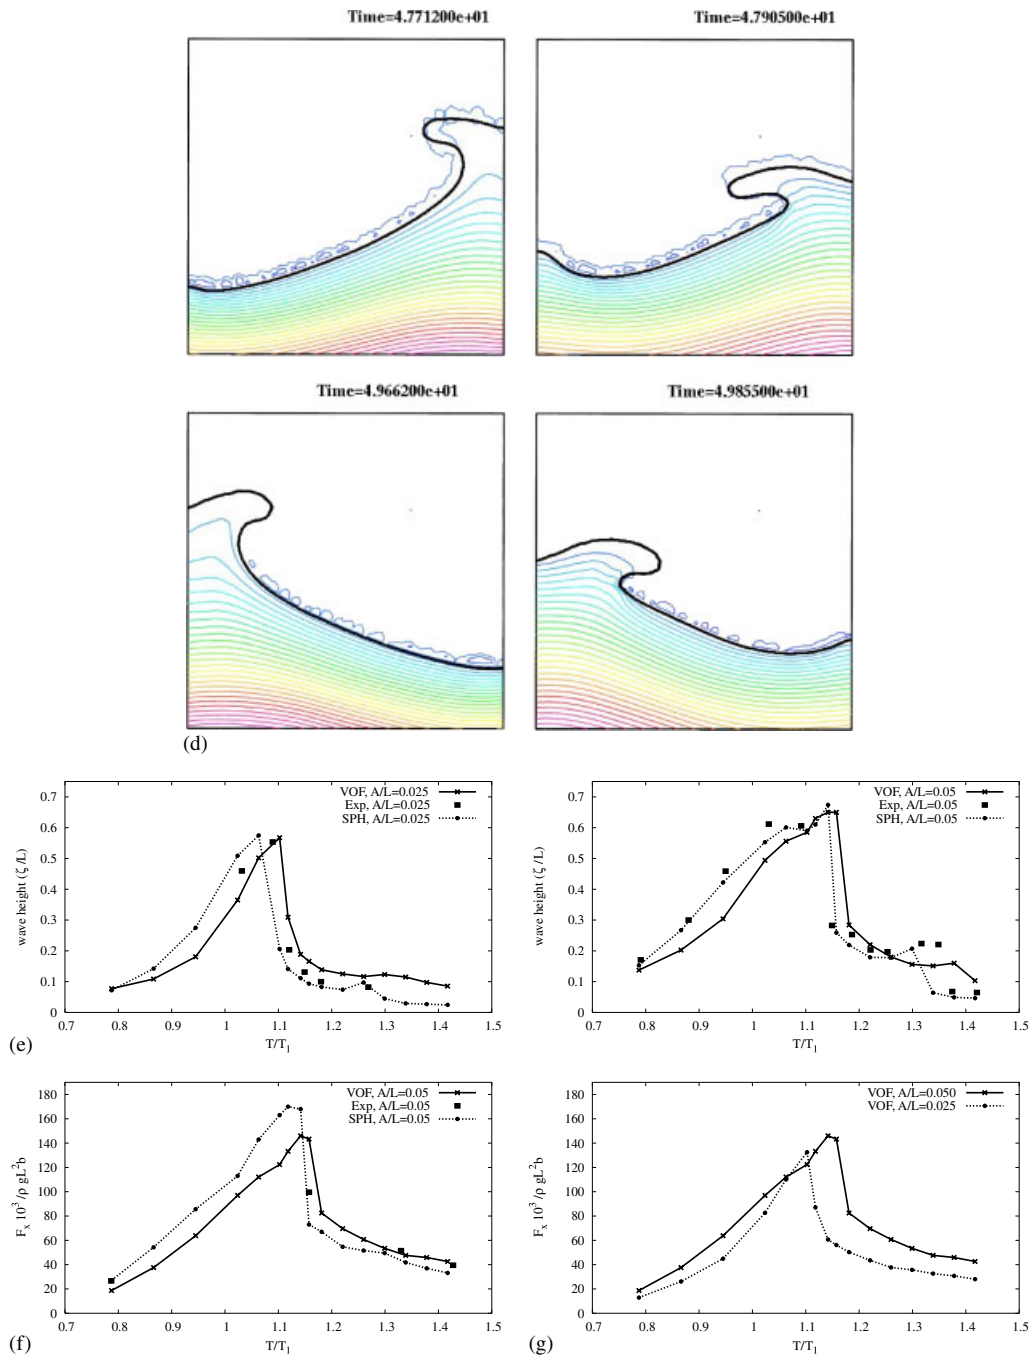 Time=4.771200e+01
Time=4.790500e+01
Time=4.966200e+01
Time=4.985500e+01
(d)
VOF, A/L=0.025
Exp, A/L=0.025
SPH, A/L=0.025
wave height (ζ/L)
0.7
0.6
0.5
0.4
0.3
0.2
0.1
0
0.7 0.8 0.9 1 1.1 1.2 1.3 1.4 1.5
T/T1
(e)
VOF, A/L=0.05
Exp, A/L=0.05
SPH, A/L=0.05
wave height (ζ/L)
0.7
0.6
0.5
0.4
0.3
0.2
0.1
0
0.7 0.8 0.9 1 1.1 1.2 1.3 1.4 1.5
T/T1
VOF, A/L=0.05
Exp, A/L=0.05
SPH, A/L=0.05
Fx 10³/ρ gL²b
180
160
140
120
100
80
60
40
20
0
0.7 0.8 0.9 1 1.1 1.2 1.3 1.4 1.5
T/T1
(f)
VOF, A/L=0.050
VOF, A/L=0.025
Fx 10³/ρ gL²b
180
160
140
120
100
80
60
40
20
0
0.7 0.8 0.9 1 1.1 1.2 1.3 1.4 1.5
T/T1
(g)